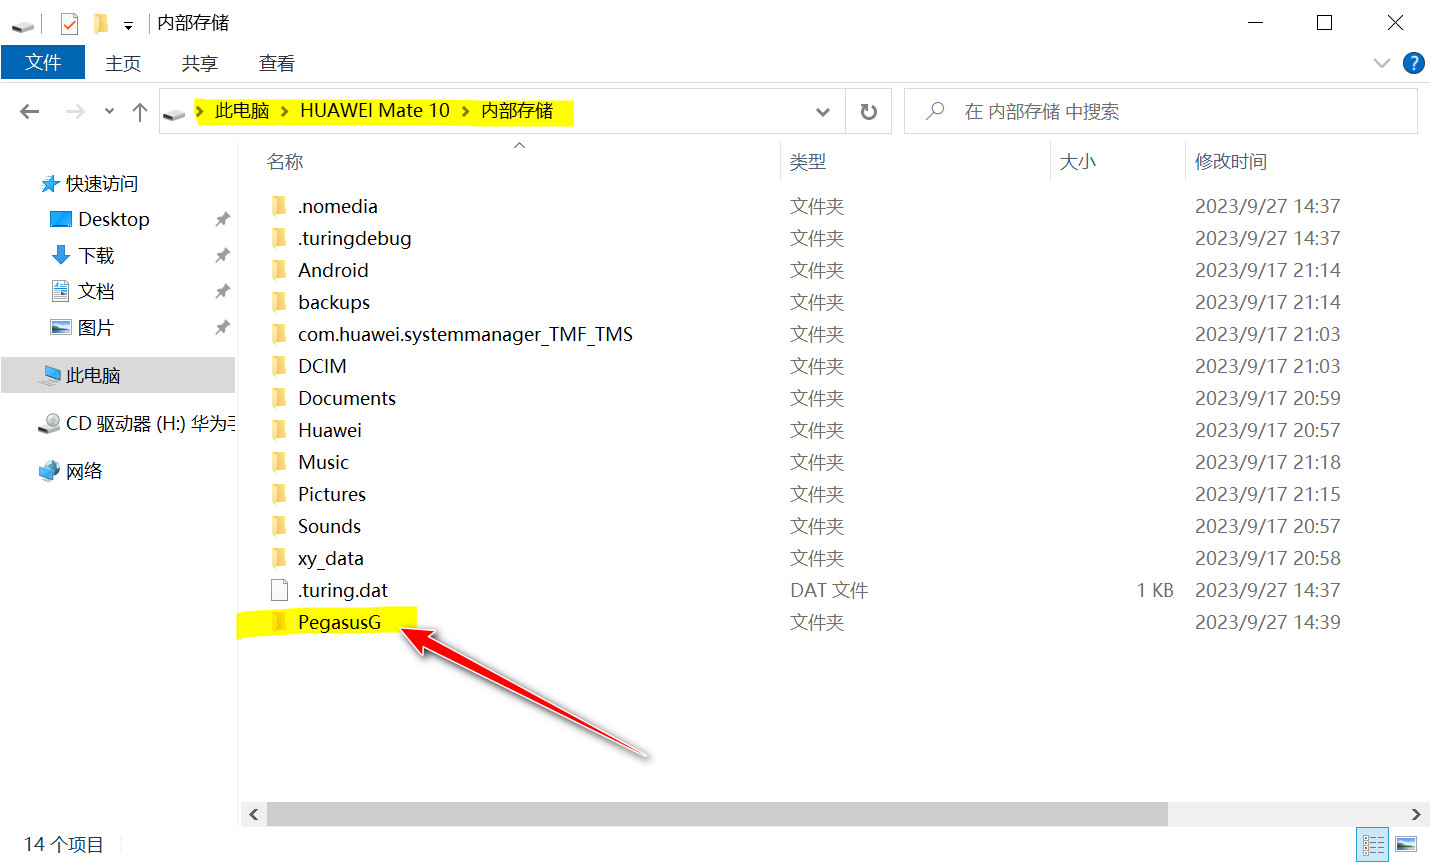 内部存储
文件 主页 共享 查看
此电脑 HUAWEI Mate 10 内部存储
在 内部存储 中搜索
快速访问
Desktop
下载
文档
图片
此电脑
CD 驱动器 (H:) 华为
网络
名称 类型 大小 修改时间
.nomedia 文件夹 2023/9/27 14:37
.turingdebug 文件夹 2023/9/27 14:37
Android 文件夹 2023/9/17 21:14
backups 文件夹 2023/9/17 21:14
com.huawei.systemmanager_TMF_TMS 文件夹 2023/9/17 21:03
DCIM 文件夹 2023/9/17 21:03
Documents 文件夹 2023/9/17 20:59
Huawei 文件夹 2023/9/17 20:57
Music 文件夹 2023/9/17 21:18
Pictures 文件夹 2023/9/17 21:15
Sounds 文件夹 2023/9/17 20:57
xy_data 文件夹 2023/9/17 20:58
.turing.dat DAT 文件 1 KB 2023/9/27 14:37
PegasusG 文件夹 2023/9/27 14:39
14 个项目